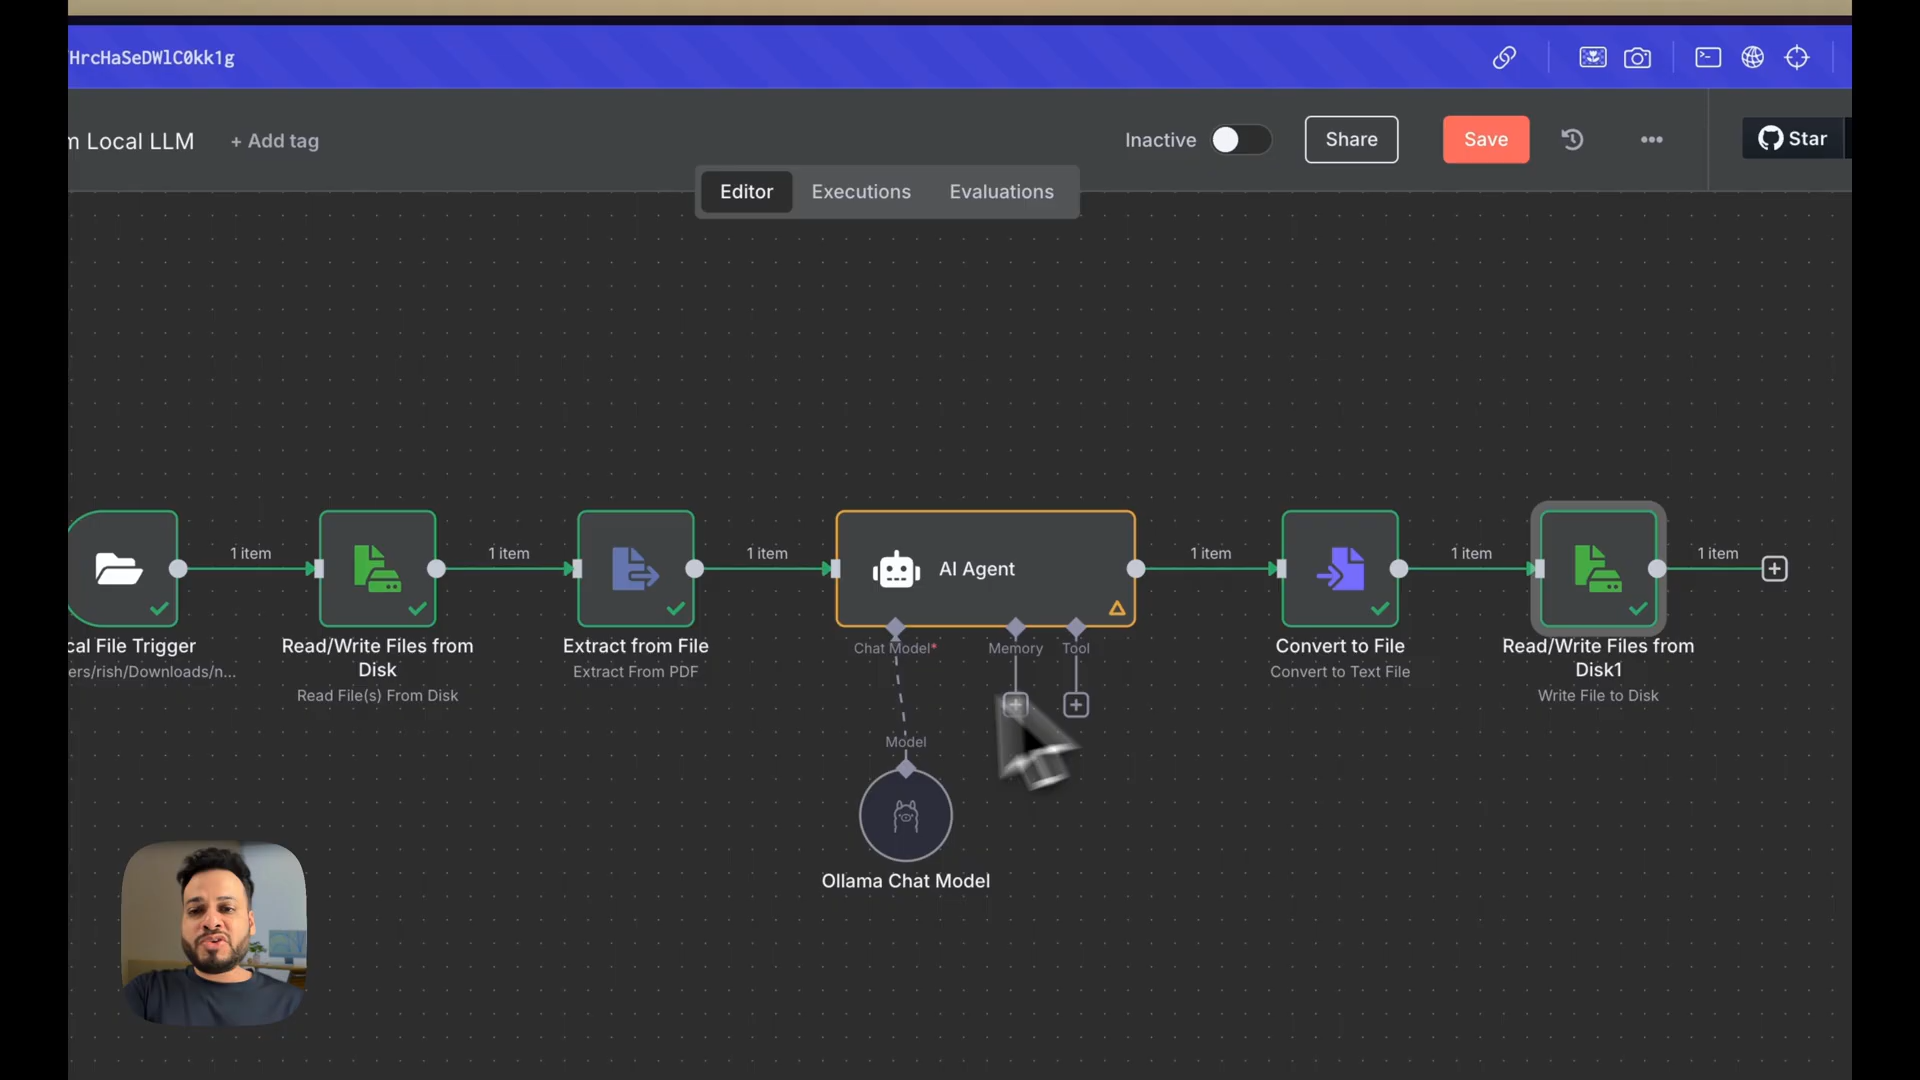 HrcHaSeDWlC0kk1g
m Local LLM
+ Add tag
Inactive
Share
Save
Star
Editor
Executions
Evaluations
1 item
1 item
1 item
AI Agent
1 item
1 item
1 item
cal File Trigger
ers/rish/Downloads/n...
Read/Write Files from
Disk
Read File(s) From Disk
Extract from File
Extract From PDF
Chat Model*
Memory
Tool
Convert to File
Convert to Text File
Read/Write Files from
Disk1
Write File to Disk
Model
Ollama Chat Model